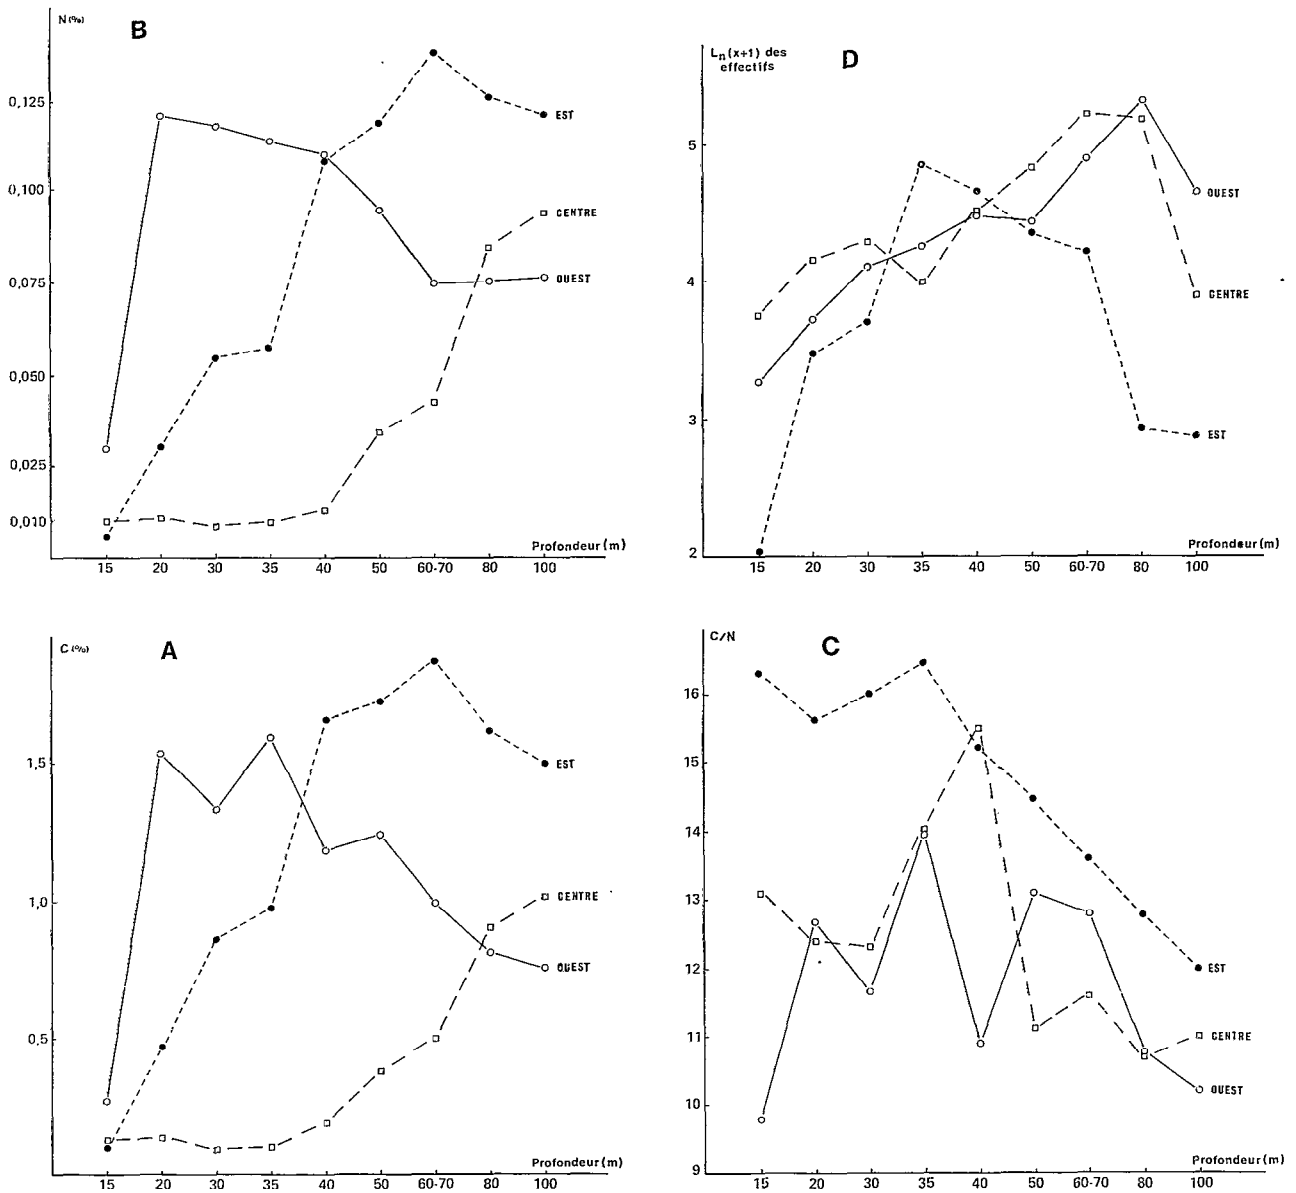 N (%)
B
0,125
0,100
0,075
0,050
0,025
0,010
EST
CENTRE
OUEST
Profondeur (m)
15 20 30 35 40 50 60-70 80 100
Ln (x+1) des
effectifs
D
5
4
3
2
OUEST
CENTRE
EST
Profondeur (m)
15 20 30 35 40 50 60-70 80 100
C (%)
A
1,5
1,0
0,5
EST
CENTRE
OUEST
Profondeur (m)
15 20 30 35 40 50 60-70 80 100
C/N
C
16
15
14
13
12
11
10
9
EST
CENTRE
OUEST
Profondeur (m)
15 20 30 35 40 50 60-70 80 100